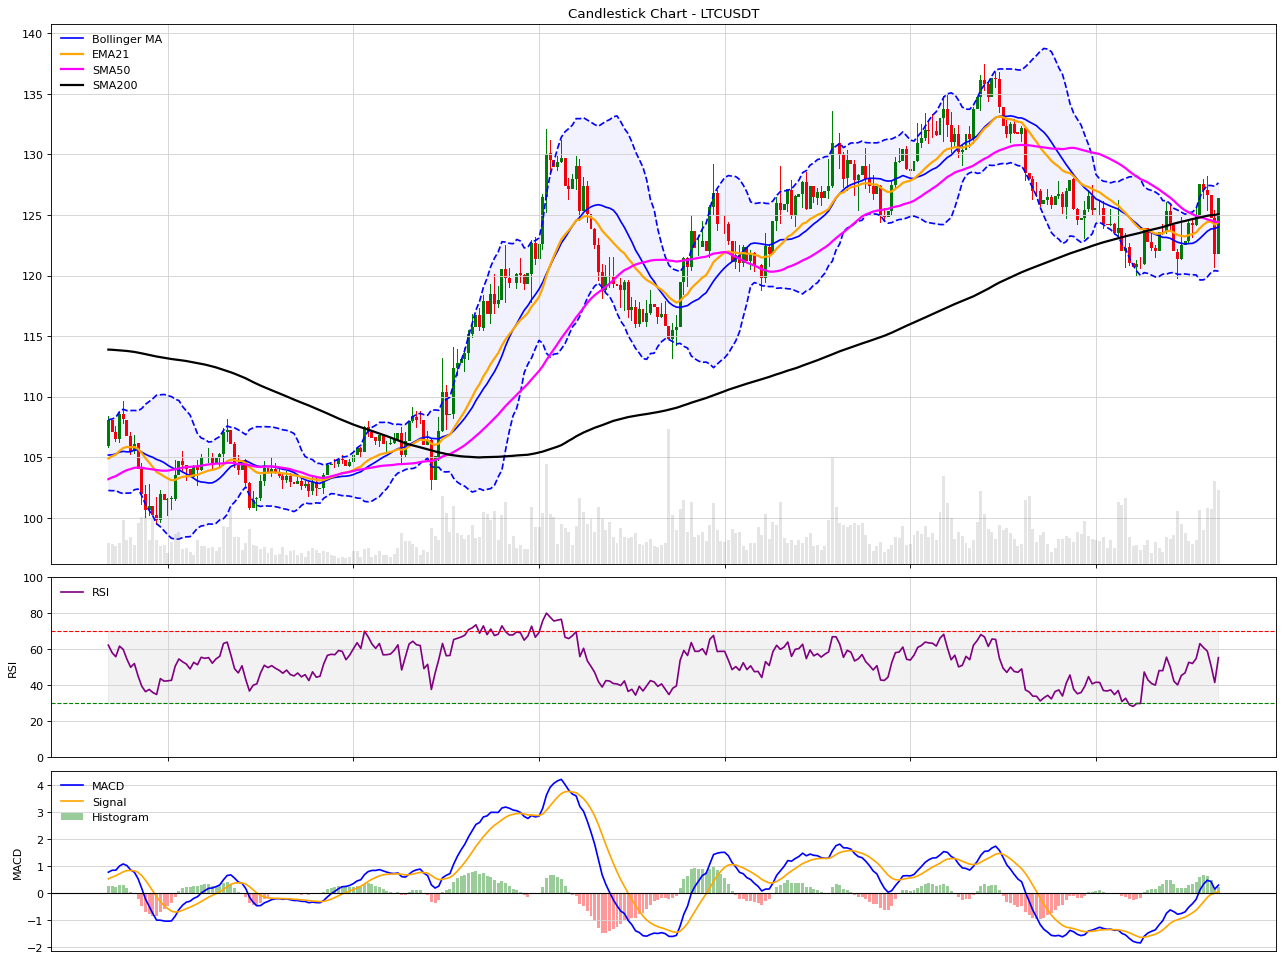 Candlestick Chart - LTCUSDT
Bollinger MA
EMA21
SMA50
SMA200
140
135
130
125
120
115
110
105
100
RSI
100
80
60
40
20
0
RSI
MACD
Signal
Histogram
4
3
2
1
0
−1
−2
MACD